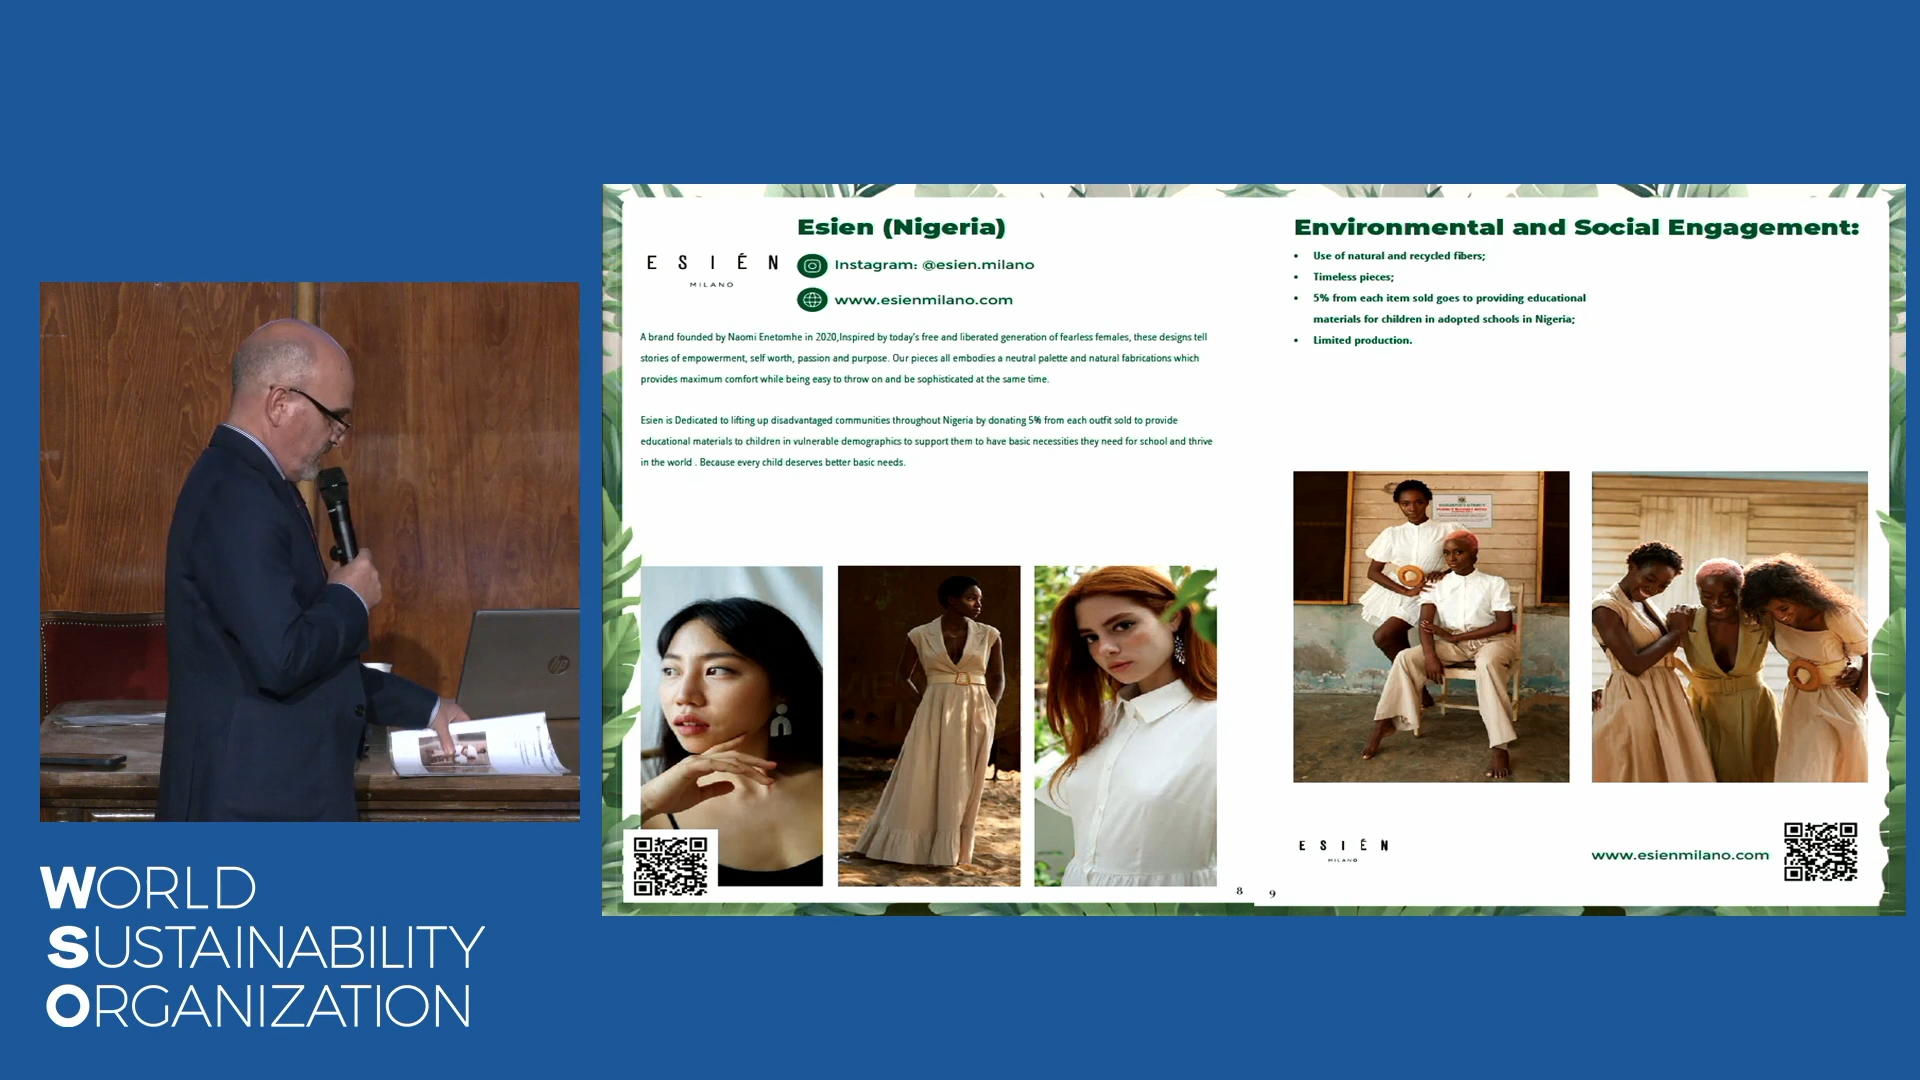 Esien (Nigeria)
ESIÉN
MILANO
Instagram: @esien.milano
www.esienmilano.com
A brand founded by Naomi Enetomhe in 2020,Inspired by today's free and liberated generation of fearless females, these designs tell
stories of empowerment, self worth, passion and purpose. Our pieces all embodies a neutral palette and natural fabrications which
provides maximum comfort while being easy to throw on and be sophisticated at the same time.
Esien is Dedicated to lifting up disadvantaged communities throughout Nigeria by donating 5% from each outfit sold to provide
educational materials to children in vulnerable demographics to support them to have basic necessities they need for school and thrive
in the world . Because every child deserves better basic needs.
8
Environmental and Social Engagement:
• Use of natural and recycled fibers;
• Timeless pieces;
• 5% from each item sold goes to providing educational
materials for children in adopted schools in Nigeria;
• Limited production.
ESIÉN
MILANO
www.esienmilano.com
9
hp
WORLD
SUSTAINABILITY
ORGANIZATION